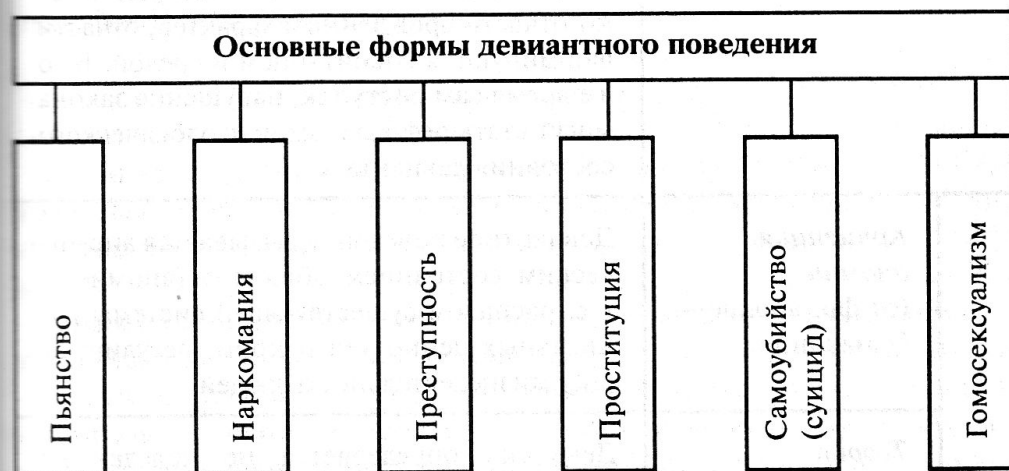 Основные формы девиантного поведения
Пьянство
Наркомания
Преступность
Проституция
Самоубийство
(суицид)
Гомосексуализм